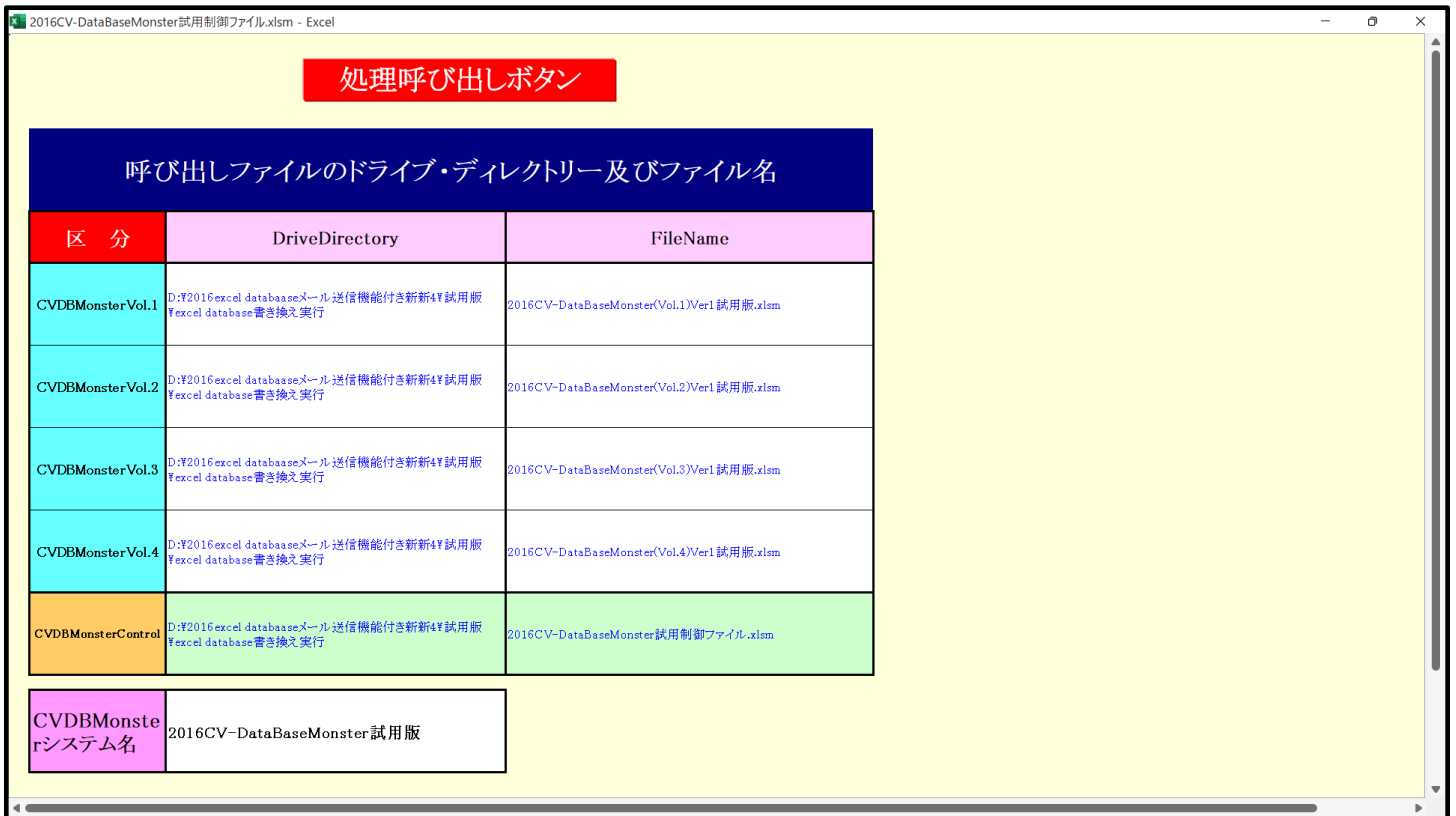 2016CV-DataBaseMonster試用制御ファイル.xlsm - Excel
処理呼び出しボタン
呼び出しファイルのドライブ・ディレクトリー及びファイル名
区　分
DriveDirectory
FileName
CVDBMonsterVol.1
D:¥2016excel databaaseメール送信機能付き新新4¥試用版
¥excel database書き換え実行
2016CV-DataBaseMonster(Vol.1)Ver1試用版.xlsm
CVDBMonsterVol.2
D:¥2016excel databaaseメール送信機能付き新新4¥試用版
¥excel database書き換え実行
2016CV-DataBaseMonster(Vol.2)Ver1試用版.xlsm
CVDBMonsterVol.3
D:¥2016excel databaaseメール送信機能付き新新4¥試用版
¥excel database書き換え実行
2016CV-DataBaseMonster(Vol.3)Ver1試用版.xlsm
CVDBMonsterVol.4
D:¥2016excel databaaseメール送信機能付き新新4¥試用版
¥excel database書き換え実行
2016CV-DataBaseMonster(Vol.4)Ver1試用版.xlsm
CVDBMonsterControl
D:¥2016excel databaaseメール送信機能付き新新4¥試用版
¥excel database書き換え実行
2016CV-DataBaseMonster試用制御ファイル.xlsm
CVDBMonste
rシステム名
2016CV-DataBaseMonster試用版